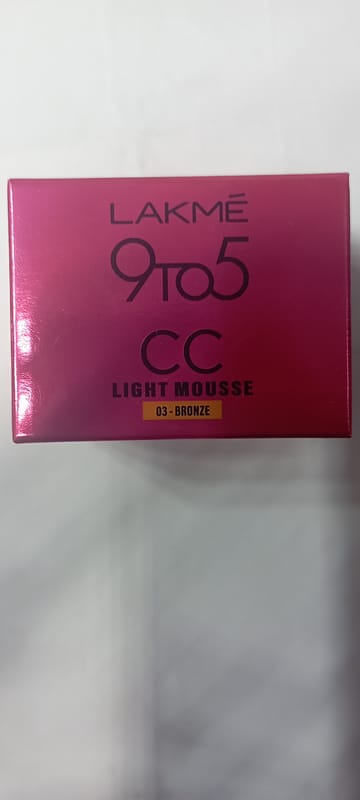 LAKMÉ
9TO5
CC
LIGHT MOUSSE
03-BRONZE